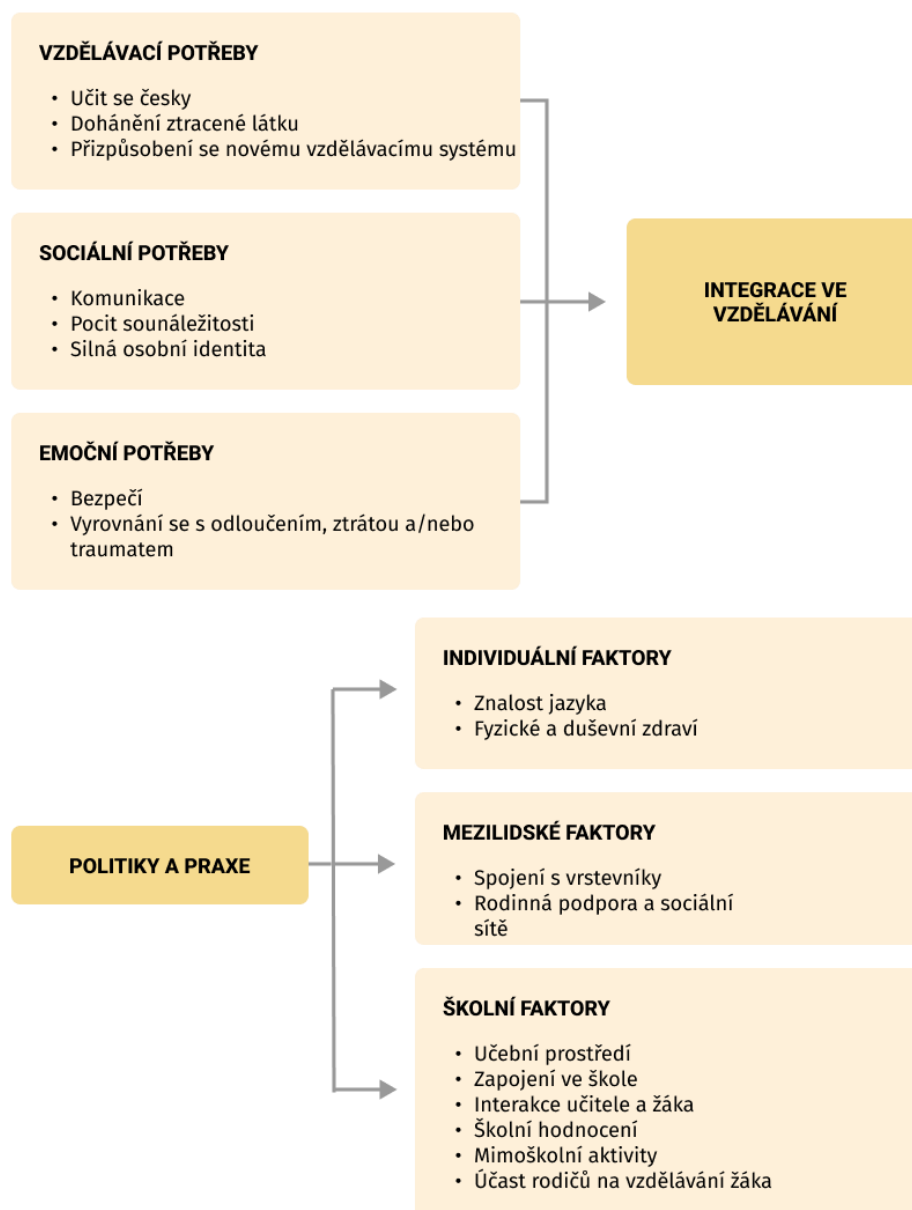 VZDĚLÁVACÍ POTŘEBY
• Učit se česky
• Dohánění ztracené látku
• Přizpůsobení se novému vzdělávacímu systému
SOCIÁLNÍ POTŘEBY
• Komunikace
• Pocit sounáležitosti
• Silná osobní identita
EMOČNÍ POTŘEBY
• Bezpečí
• Vyrovnání se s odloučením, ztrátou a/nebo
traumatem
INTEGRACE VE
VZDĚLÁVÁNÍ
POLITIKY A PRAXE
INDIVIDUÁLNÍ FAKTORY
• Znalost jazyka
• Fyzické a duševní zdraví
MEZILIDSKÉ FAKTORY
• Spojení s vrstevníky
• Rodinná podpora a sociální
sítě
ŠKOLNÍ FAKTORY
• Učební prostředí
• Zapojení ve škole
• Interakce učitele a žáka
• Školní hodnocení
• Mimoškolní aktivity
• Účast rodičů na vzdělávání žáka